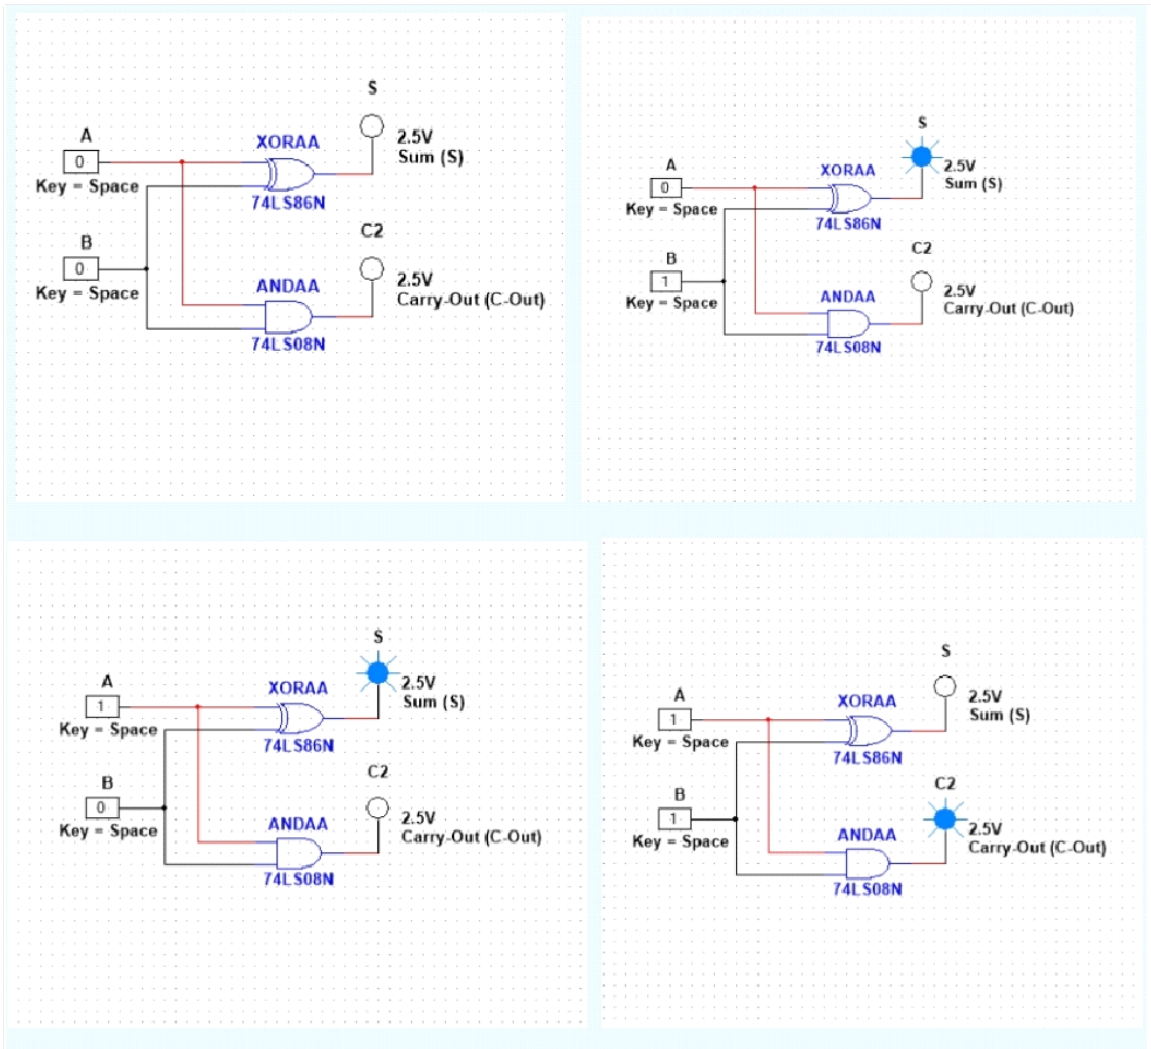 S
A
XORAA
2.5V
0
Sum (S)
Key = Space
74LS86N
B
C2
0
2.5V
Key = Space
ANDAA
Carry-Out (C-Out)
74LS08N
S
A
XORAA
2.5V
0
Sum (S)
Key = Space
74LS86N
B
C2
1
2.5V
Key = Space
ANDAA
Carry-Out (C-Out)
74LS08N
S
A
XORAA
2.5V
1
Sum (S)
Key = Space
74LS86N
B
C2
0
2.5V
Key = Space
ANDAA
Carry-Out (C-Out)
74LS08N
S
A
XORAA
2.5V
1
Sum (S)
Key = Space
74LS86N
B
C2
1
2.5V
Key = Space
ANDAA
Carry-Out (C-Out)
74LS08N